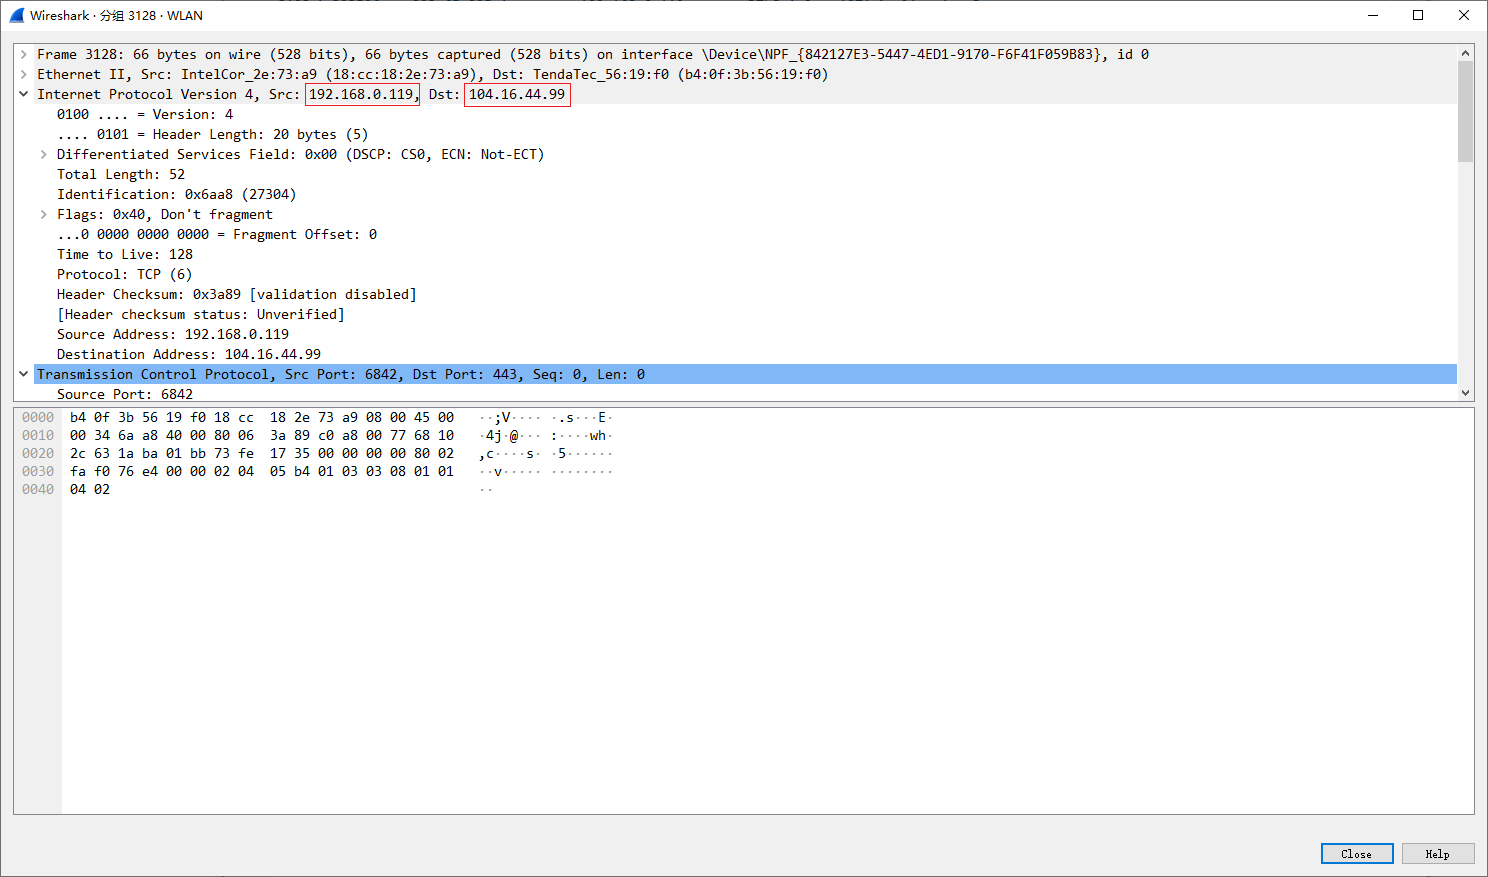 Wireshark · 分组 3128 · WLAN
Frame 3128: 66 bytes on wire (528 bits), 66 bytes captured (528 bits) on interface \Device\NPF_{842127E3-5447-4ED1-9170-F6F41F059B83}, id 0
Ethernet II, Src: IntelCor_2e:73:a9 (18:cc:18:2e:73:a9), Dst: TendaTec_56:19:f0 (b4:0f:3b:56:19:f0)
Internet Protocol Version 4, Src: 192.168.0.119, Dst: 104.16.44.99
0100 .... = Version: 4
.... 0101 = Header Length: 20 bytes (5)
Differentiated Services Field: 0x00 (DSCP: CS0, ECN: Not-ECT)
Total Length: 52
Identification: 0x6aa8 (27304)
Flags: 0x40, Don't fragment
...0 0000 0000 0000 = Fragment Offset: 0
Time to Live: 128
Protocol: TCP (6)
Header Checksum: 0x3a89 [validation disabled]
[Header checksum status: Unverified]
Source Address: 192.168.0.119
Destination Address: 104.16.44.99
Transmission Control Protocol, Src Port: 6842, Dst Port: 443, Seq: 0, Len: 0
Source Port: 6842
0000 b4 0f 3b 56 19 f0 18 cc 18 2e 73 a9 08 00 45 00 ··;V···· ·.s···E·
0010 00 34 6a a8 40 00 80 06 3a 89 c0 a8 00 77 68 10 ·4j·@··· :····wh·
0020 2c 63 1a ba 01 bb 73 fe 17 35 00 00 00 00 80 02 ,c····s· ·5······
0030 fa f0 76 e4 00 00 02 04 05 b4 01 03 03 08 01 01 ··v····· ········
0040 04 02 ··
Close
Help